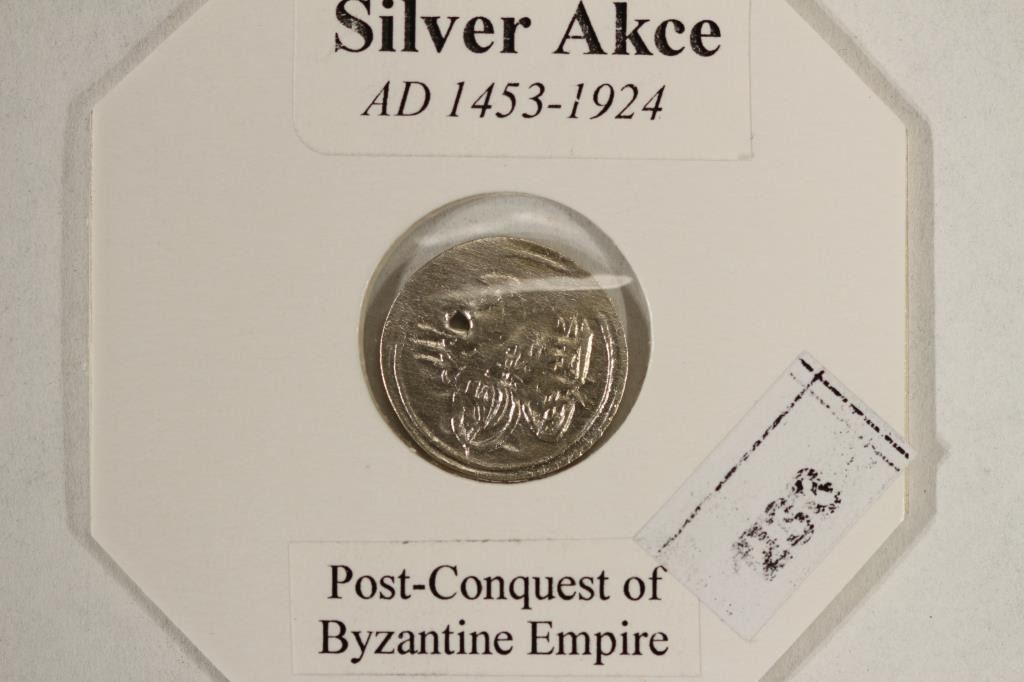 Silver Akce
AD 1453-1924
Post-Conquest of
Byzantine Empire